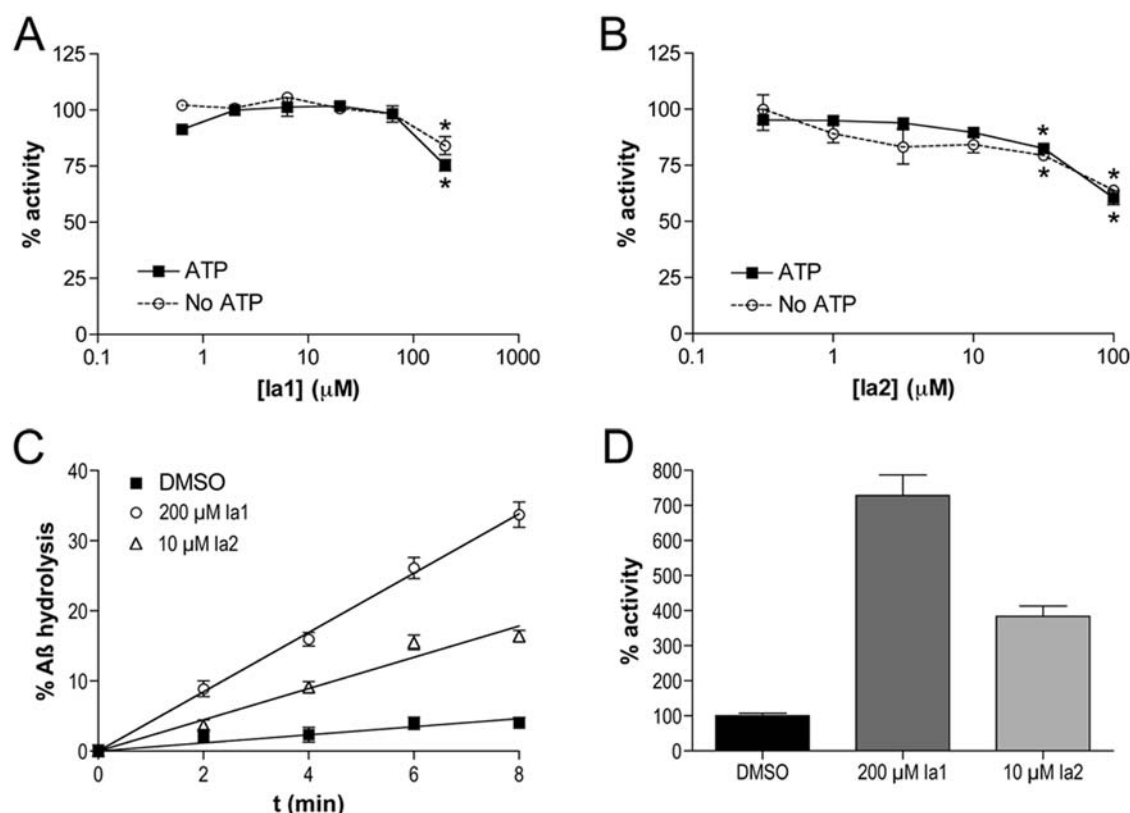 A
125
100
75
50
25
0
% activity
ATP
No ATP
* *
0.1 1 10 100 1000
[Ia1] (µM)
B
125
100
75
50
25
0
% activity
ATP
No ATP
* * * *
0.1 1 10 100
[Ia2] (µM)
C
40
30
20
10
0
% Aß hydrolysis
DMSO
200 µM Ia1
10 µM Ia2
0 2 4 6 8
t (min)
D
800
700
600
500
400
300
200
100
0
% activity
DMSO 200 µM Ia1 10 µM Ia2